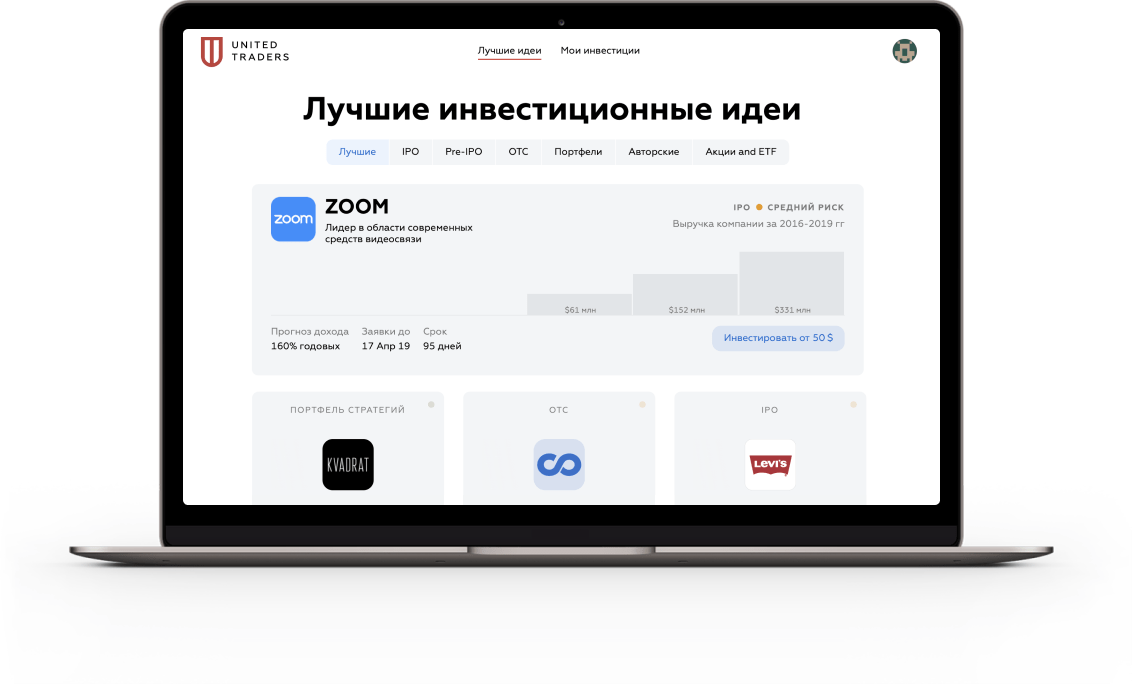 UNITED
TRADERS
Лучшие идеи
Мои инвестиции
Лучшие инвестиционные идеи
Лучшие
IPO
Pre-IPO
OTC
Портфели
Авторские
Акции and ETF
zoom
ZOOM
Лидер в области современных
средств видеосвязи
IPO
СРЕДНИЙ РИСК
Выручка компании за 2016-2019 гг
$61 млн
$152 млн
$331 млн
Прогноз дохода
160% годовых
Заявки до
17 Апр 19
Срок
95 дней
Инвестировать от 50 $
ПОРТФЕЛЬ СТРАТЕГИЙ
KVADRAT
OTC
IPO
LEVI'S